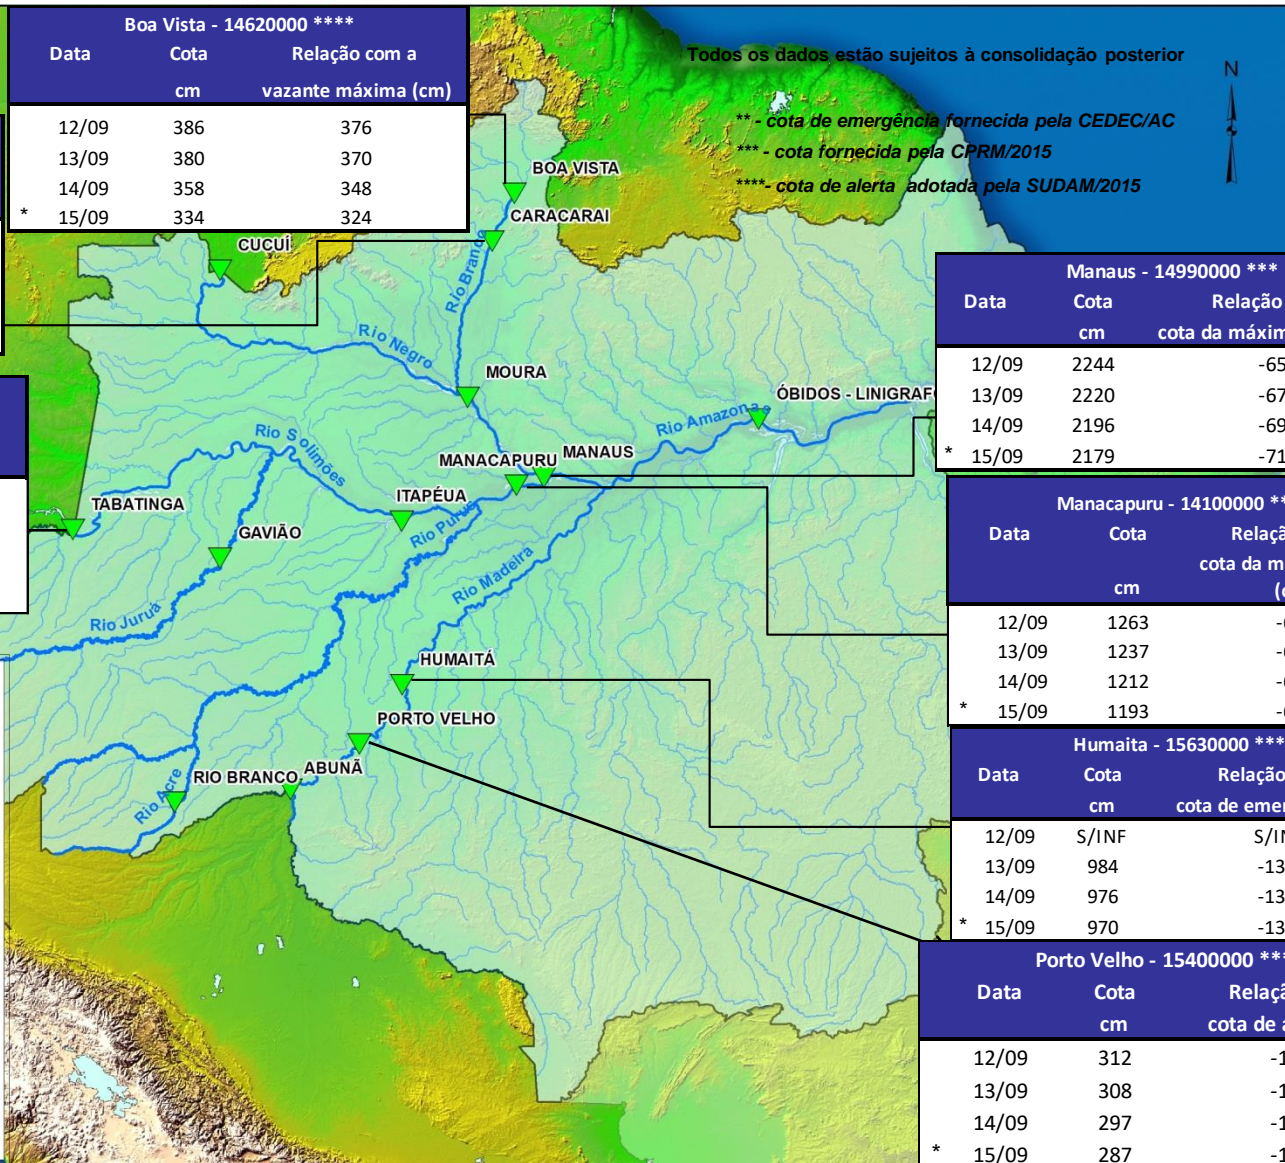 Boa Vista - 14620000 ****
Data Cota Relação com a
cm vazante máxima (cm)
12/09 386 376
13/09 380 370
14/09 358 348
* 15/09 334 324
Todos os dados estão sujeitos à consolidação posterior
** - cota de emergência fornecida pela CEDEC/AC
*** - cota fornecida pela CPRM/2015
****- cota de alerta adotada pela SUDAM/2015
N
BOA VISTA
CARACARAI
CUCUÍ
Rio Branco
Rio Negro
MOURA
ÓBIDOS - LINIGRAFO
Rio Amazonas
Rio Solimões
MANACAPURU
MANAUS
TABATINGA
ITAPÉUA
GAVIÃO
Rio Purus
Rio Madeira
Rio Juruá
HUMAITÁ
PORTO VELHO
RIO BRANCO
ABUNÃ
Rio Acre
Manaus - 14990000 ***
Data Cota Relação
cm cota da máxim
12/09 2244 -65
13/09 2220 -67
14/09 2196 -69
* 15/09 2179 -71
Manacapuru - 14100000 **
Data Cota Relaçã
cota da m
cm (c
12/09 1263 -
13/09 1237 -
14/09 1212 -
* 15/09 1193 -
Humaita - 15630000 ****
Data Cota Relação
cm cota de emer
12/09 S/INF S/IN
13/09 984 -13
14/09 976 -13
* 15/09 970 -13
Porto Velho - 15400000 ***
Data Cota Relaçã
cm cota de a
12/09 312 -1
13/09 308 -1
14/09 297 -1
* 15/09 287 -1